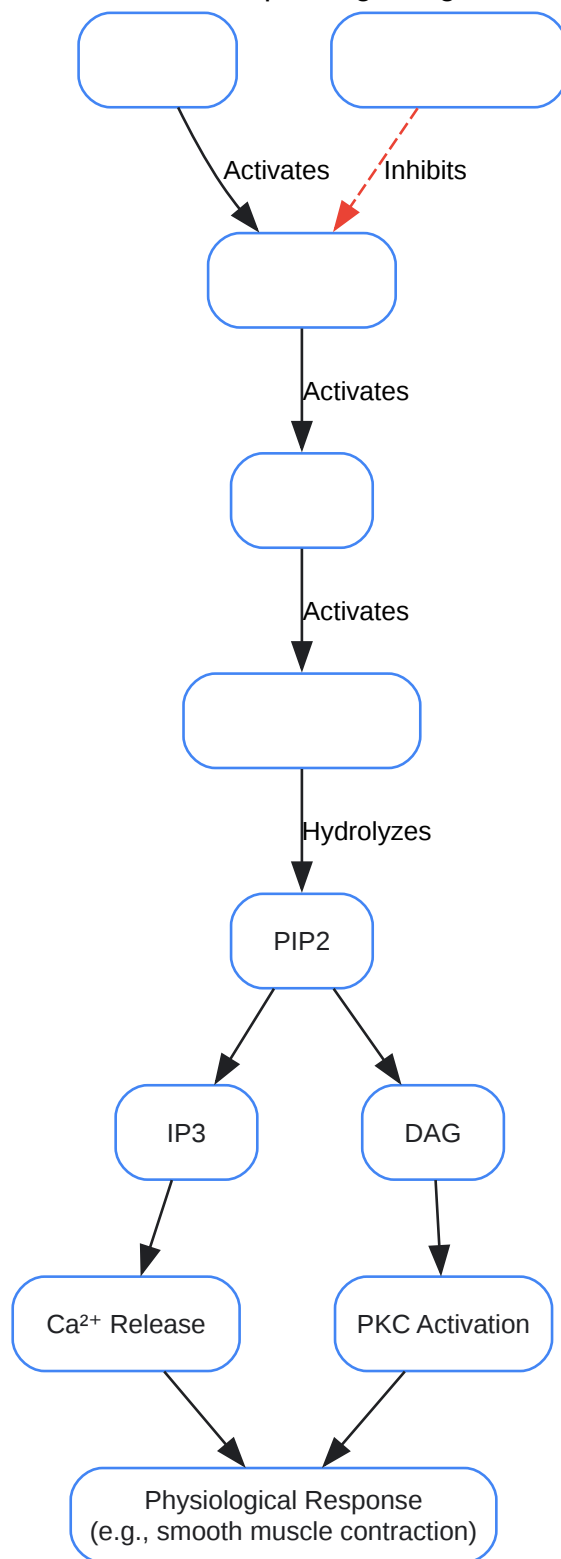 Activates
Inhibits
Activates
Activates
Hydrolyzes
PIP2
IP3
DAG
Ca²⁺ Release
PKC Activation
Physiological Response
(e.g., smooth muscle contraction)